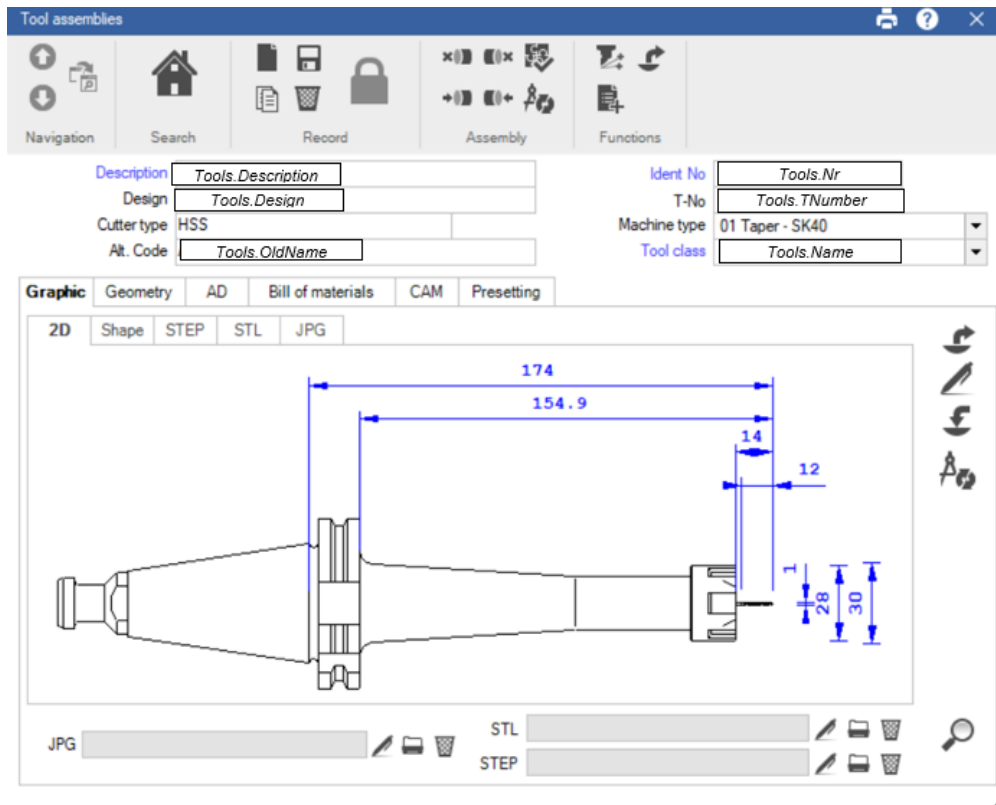 Tool assemblies
Navigation Search Record Assembly Functions
Description Tools.Description Ident No Tools.Nr
Design Tools.Design T-No Tools.TNumber
Cutter type HSS Machine type 01 Taper - SK40
Alt. Code Tools.OldName Tool class Tools.Name
Graphic Geometry AD Bill of materials CAM Presetting
2D Shape STEP STL JPG
174
154.9
14
12
1
28
30
JPG
STL
STEP